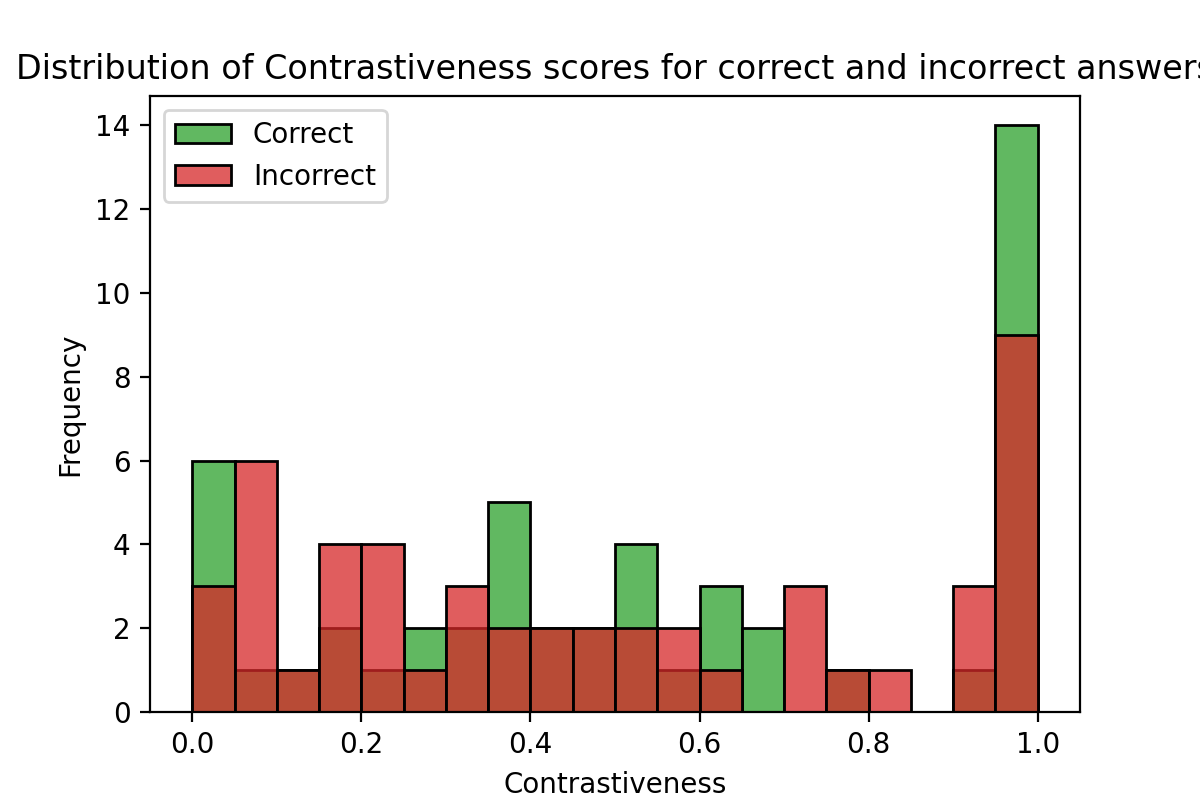 Distribution of Contrastiveness scores for correct and incorrect answers
Correct
Incorrect
14
12
10
8
6
4
2
0
Frequency
0.0 0.2 0.4 0.6 0.8 1.0
Contrastiveness